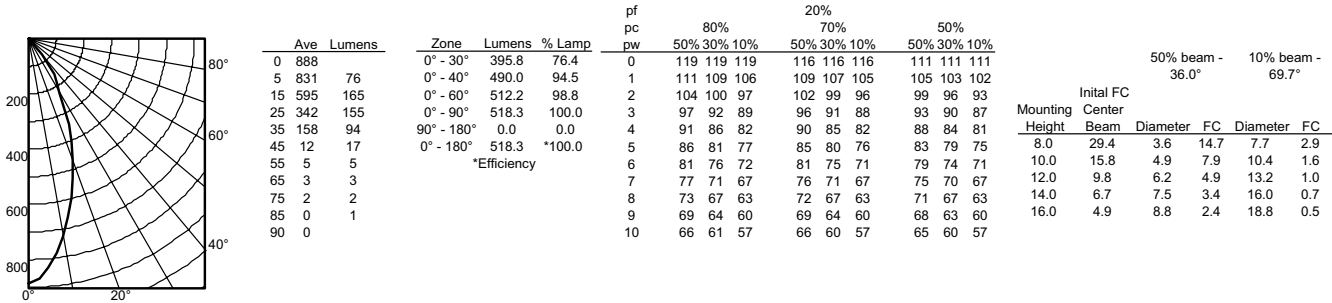 200
400
600
800
0°
20°
40°
60°
80°
Ave Lumens
0 888
5 831 76
15 595 165
25 342 155
35 158 94
45 12 17
55 5 5
65 3 3
75 2 2
85 0 1
90 0
Zone Lumens % Lamp
0° - 30° 395.8 76.4
0° - 40° 490.0 94.5
0° - 60° 512.2 98.8
0° - 90° 518.3 100.0
90° - 180° 0.0 0.0
0° - 180° 518.3 *100.0
*Efficiency
pf 20%
pc 80% 70% 50%
pw 50% 30% 10% 50% 30% 10% 50% 30% 10%
0 119 119 119 116 116 116 111 111 111
1 111 109 106 109 107 105 105 103 102
2 104 100 97 102 99 96 99 96 93
3 97 92 89 96 91 88 93 90 87
4 91 86 82 90 85 82 88 84 81
5 86 81 77 85 80 76 83 79 75
6 81 76 72 81 75 71 79 74 71
7 77 71 67 76 71 67 75 70 67
8 73 67 63 72 67 63 71 67 63
9 69 64 60 69 64 60 68 63 60
10 66 61 57 66 60 57 65 60 57
50% beam - 10% beam -
36.0° 69.7°
Inital FC
Mounting Center
Height Beam Diameter FC Diameter FC
8.0 29.4 3.6 14.7 7.7 2.9
10.0 15.8 4.9 7.9 10.4 1.6
12.0 9.8 6.2 4.9 13.2 1.0
14.0 6.7 7.5 3.4 16.0 0.7
16.0 4.9 8.8 2.4 18.8 0.5